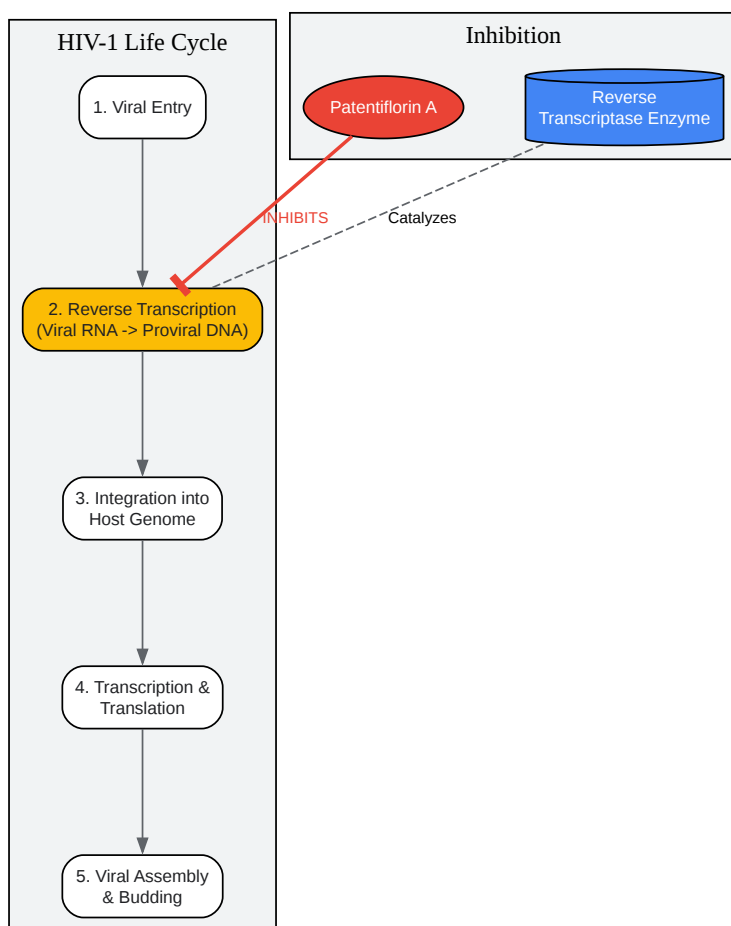 HIV-1 Life Cycle
1. Viral Entry
2. Reverse Transcription
(Viral RNA -> Proviral DNA)
3. Integration into
Host Genome
4. Transcription &
Translation
5. Viral Assembly
& Budding
Inhibition
Patentiflorin A
Reverse
Transcriptase Enzyme
INHIBITS
Catalyzes